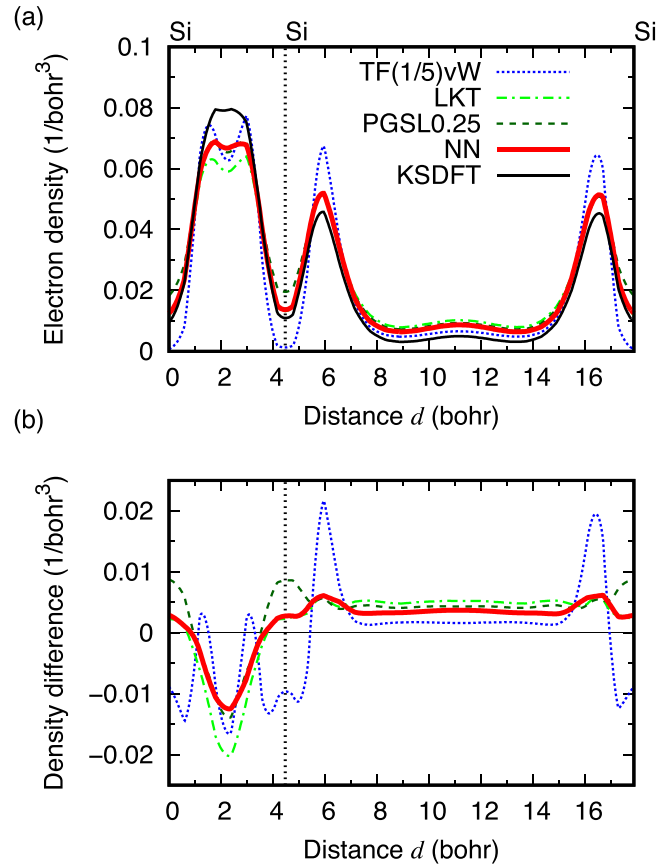 (a)
Si Si Si
0.1
0.08
0.06
0.04
0.02
0
Electron density (1/bohr³)
TF(1/5)vW
LKT
PGSL0.25
NN
KSDFT
0 2 4 6 8 10 12 14 16
Distance d (bohr)
(b)
0.02
0.01
0
−0.01
−0.02
Density difference (1/bohr³)
0 2 4 6 8 10 12 14 16
Distance d (bohr)